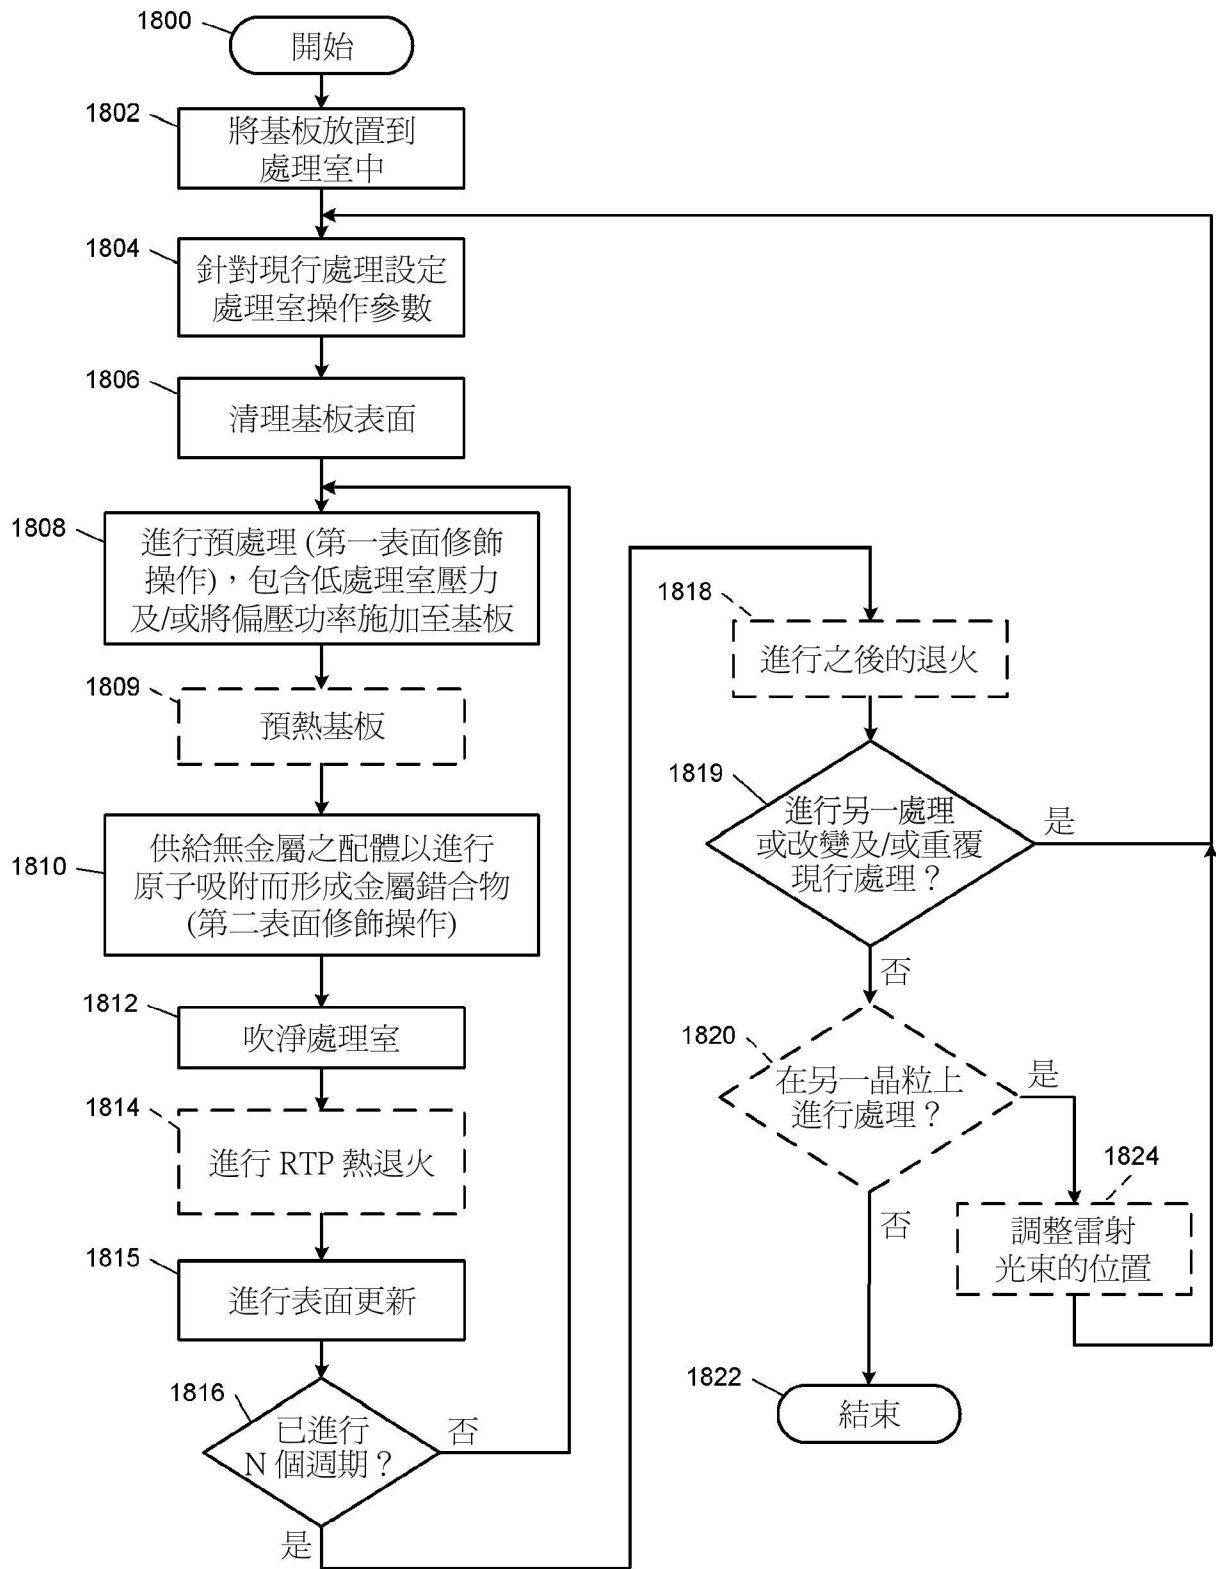 1800
開始
1802
將基板放置到
處理室中
1804
針對現行處理設定
處理室操作參數
1806
清理基板表面
1808
進行預處理 (第一表面修飾
操作)，包含低處理室壓力
及/或將偏壓功率施加至基板
1809
預熱基板
1810
供給無金屬之配體以進行
原子吸附而形成金屬錯合物
(第二表面修飾操作)
1812
吹淨處理室
1814
進行 RTP 熱退火
1815
進行表面更新
1816
已進行
N 個週期？
否
是
1818
進行之後的退火
1819
進行另一處理
或改變及/或重覆
現行處理？
是
否
1820
在另一晶粒上
進行處理？
是
否
1824
調整雷射
光束的位置
1822
結束